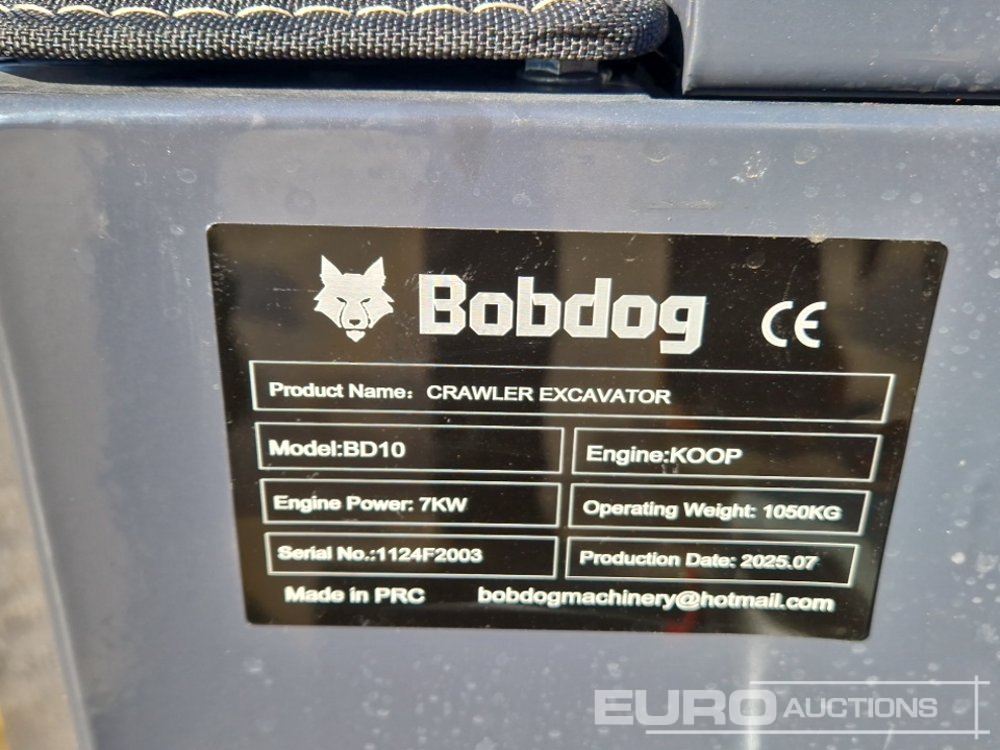 Bobdog CE
Product Name: CRAWLER EXCAVATOR
Model:BD10 Engine:KOOP
Engine Power: 7KW Operating Weight: 1050KG
Serial No.:1124F2003 Production Date: 2025.07
Made in PRC bobdogmachinery@hotmail.com
EURO AUCTIONS